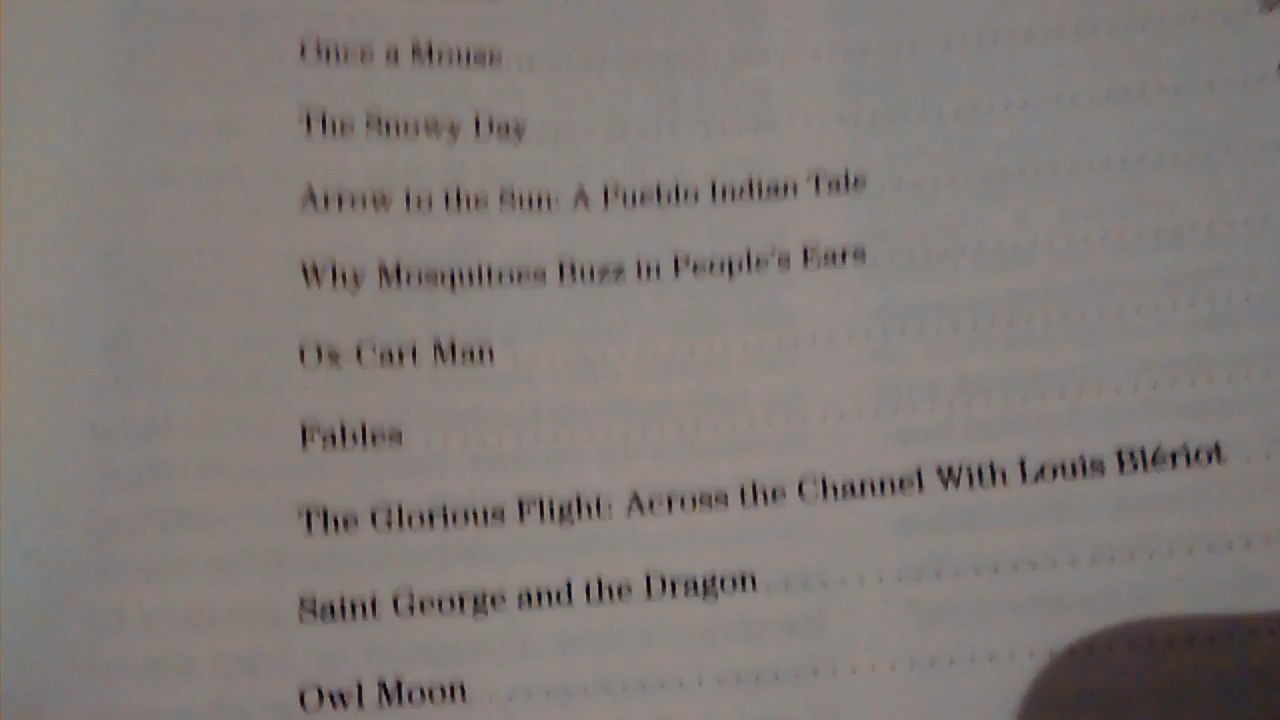 Once a Mouse
The Snowy Day
Arrow to the Sun: A Pueblo Indian Tale
Why Mosquitoes Buzz in People's Ears
Ox-Cart Man
Fables
The Glorious Flight: Across the Channel With Louis Blériot
Saint George and the Dragon
Owl Moon